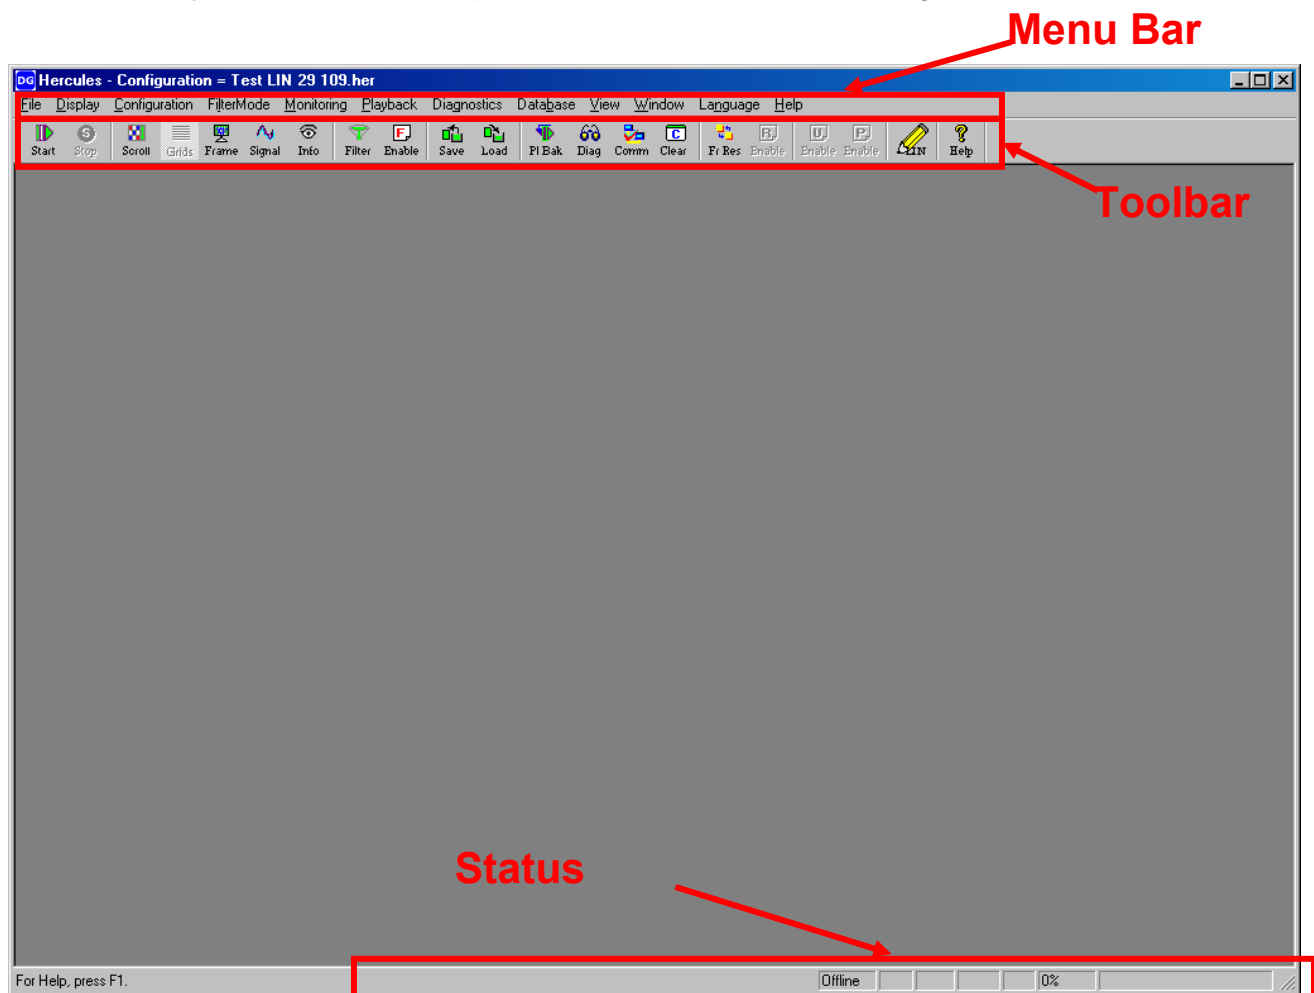 Menu Bar
DG Hercules - Configuration = Test LIN 29 109.her
File Display Configuration FilterMode Monitoring Playback Diagnostics Database View Window Language Help
S F C R U P ?
Start Stop Scroll Grids Frame Signal Info Filter Enable Save Load Pl Bak Diag Comm Clear Fr Res Enable Enable Enable LIN Help
Toolbar
Status
For Help, press F1. Offline 0%